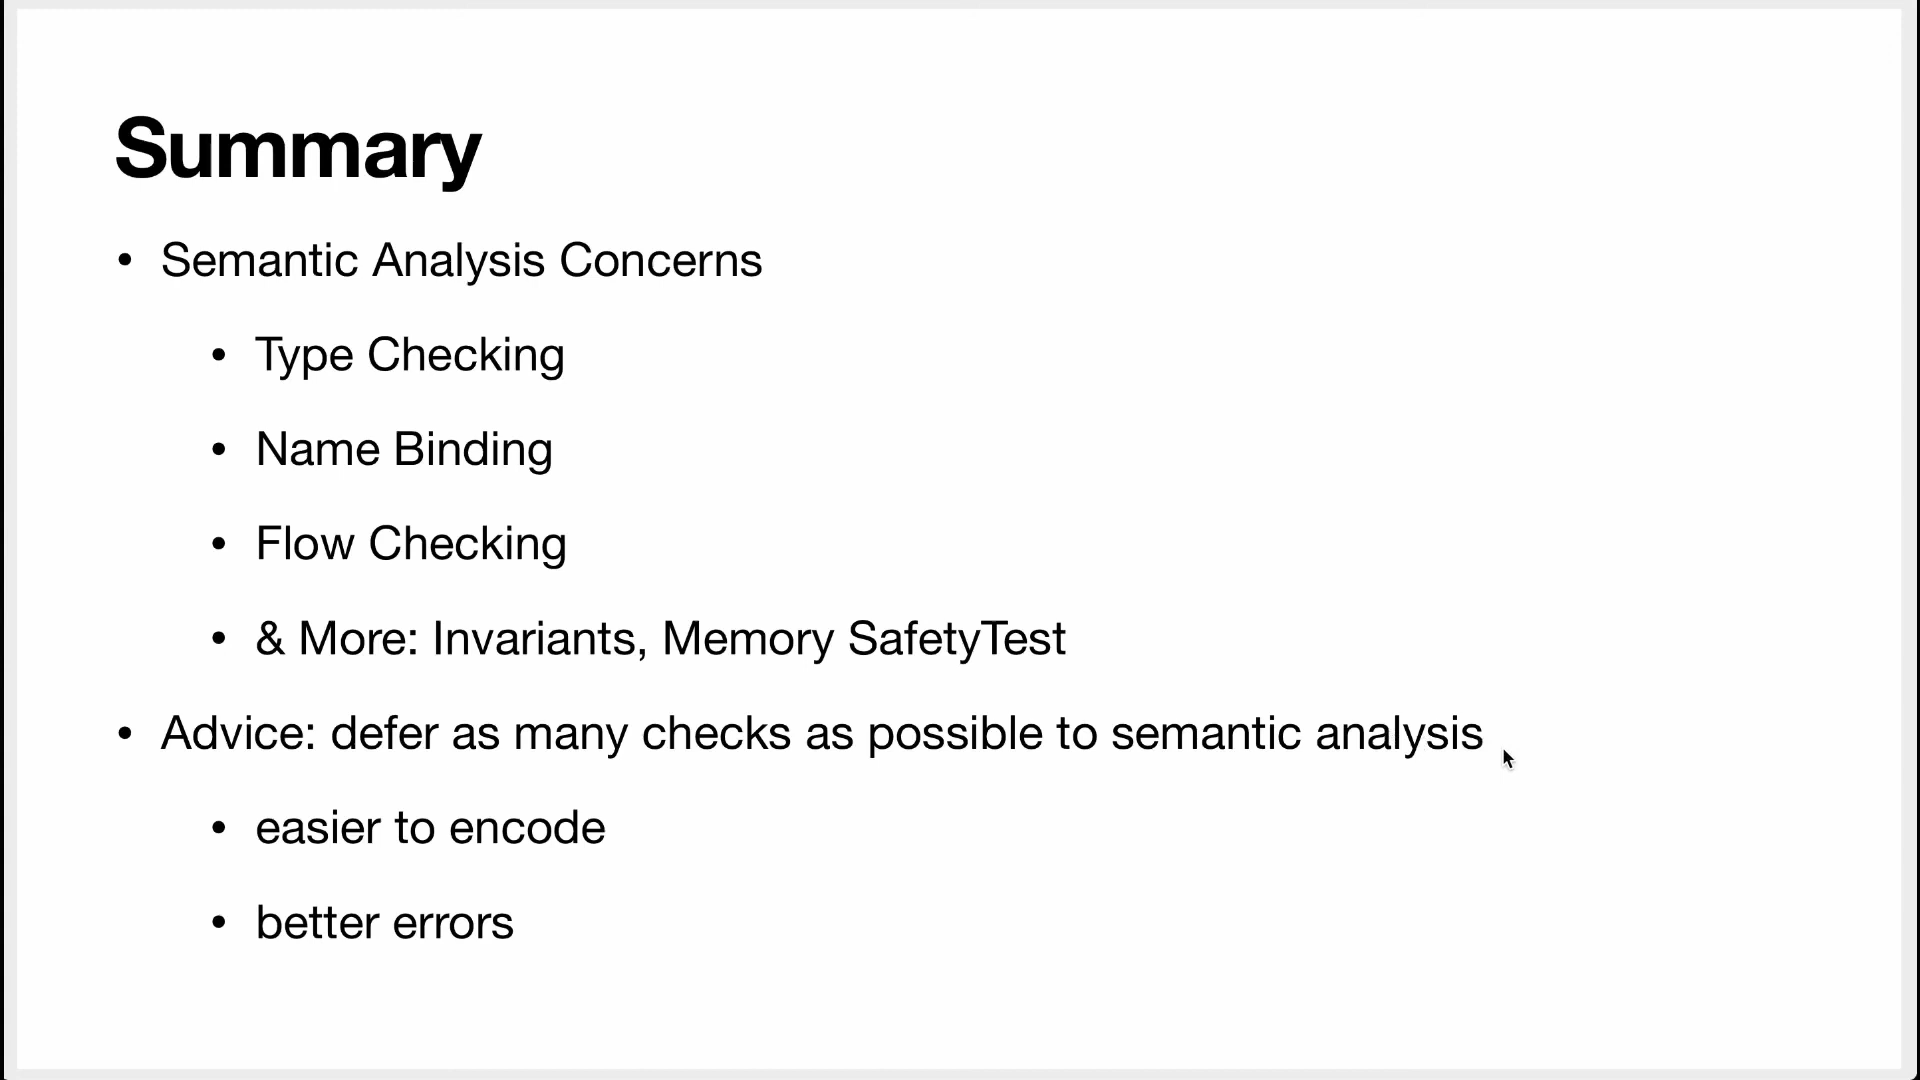 Summary
• Semantic Analysis Concerns
• Type Checking
• Name Binding
• Flow Checking
• & More: Invariants, Memory SafetyTest
• Advice: defer as many checks as possible to semantic analysis
• easier to encode
• better errors